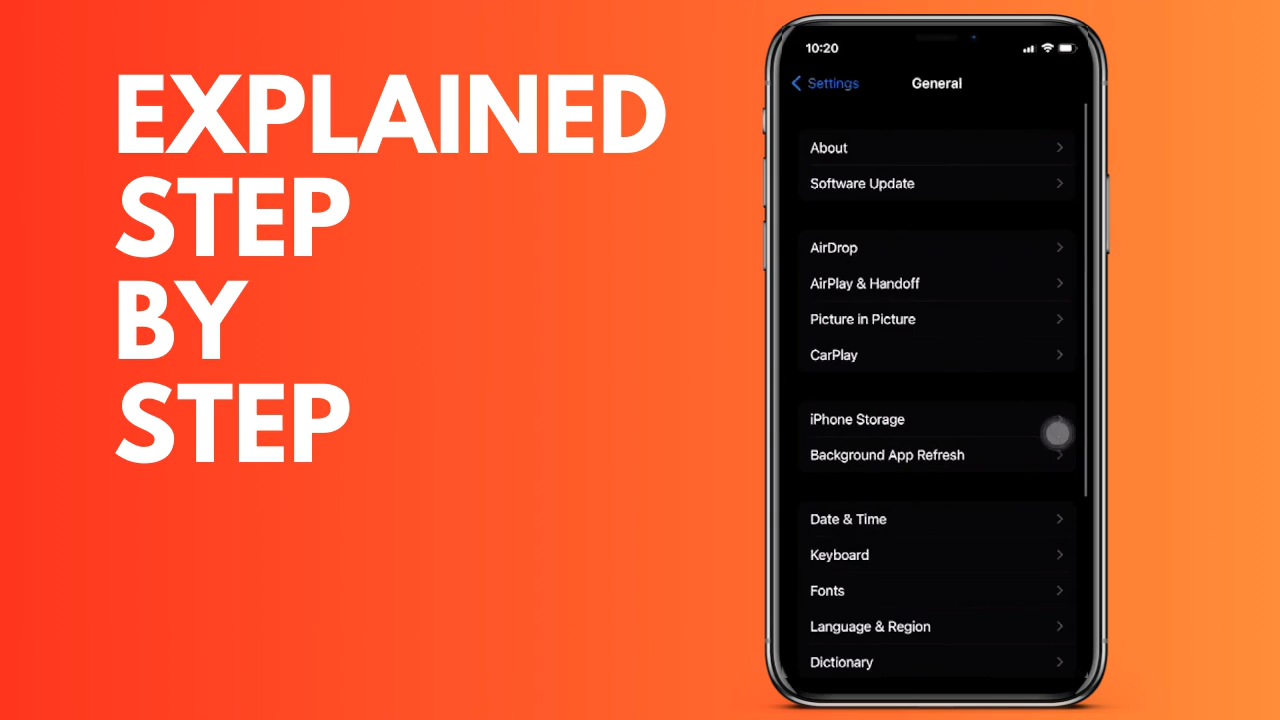 EXPLAINED
STEP
BY
STEP
10:20
Settings
General
About
Software Update
AirDrop
AirPlay & Handoff
Picture in Picture
CarPlay
iPhone Storage
Background App Refresh
Date & Time
Keyboard
Fonts
Language & Region
Dictionary